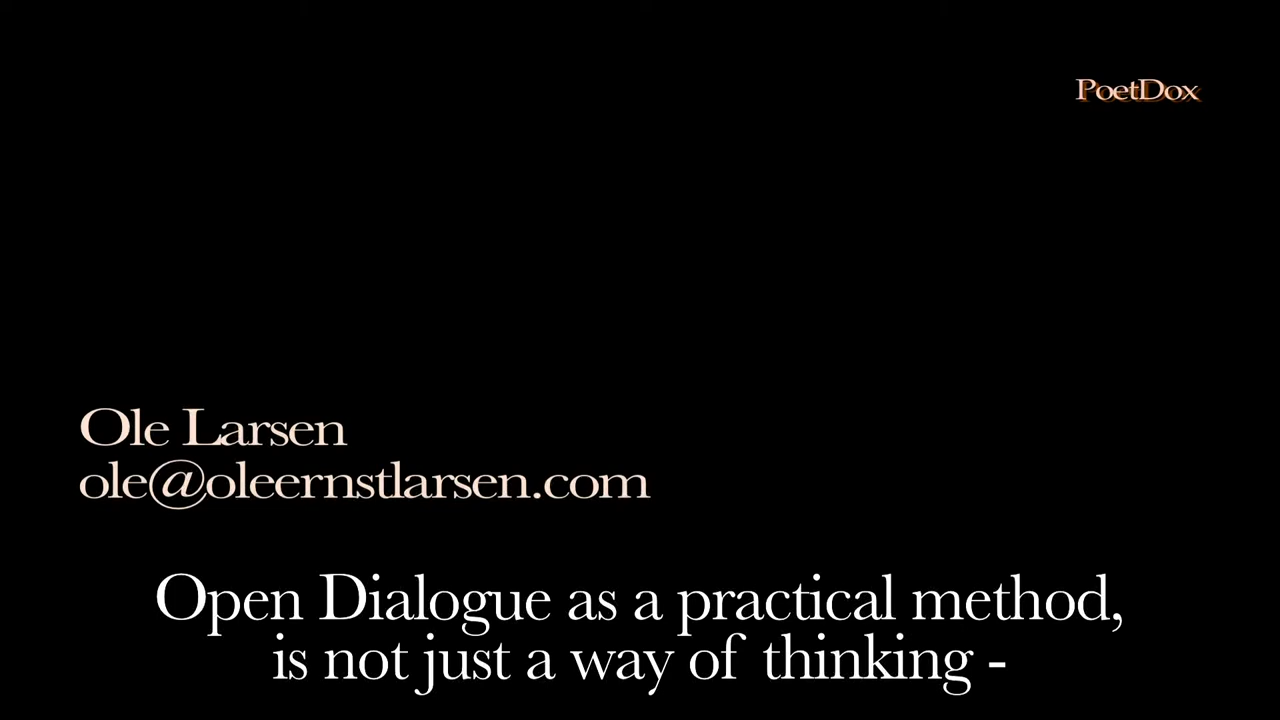 PoetDox
Ole Larsen
ole@oleernstlarsen.com
Open Dialogue as a practical method,
is not just a way of thinking -